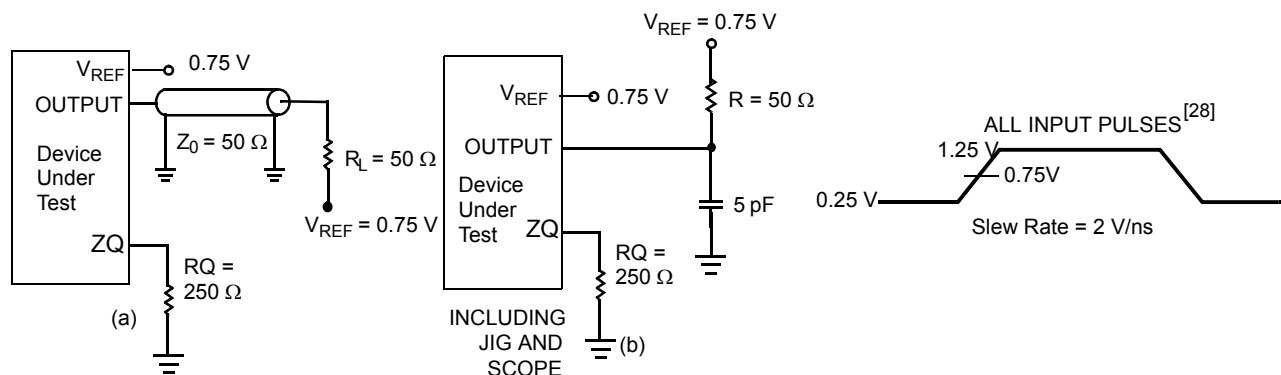 V_REF 0.75 V
OUTPUT
Z_0 = 50 Ω
Device
Under
Test
R_L = 50 Ω
V_REF = 0.75 V
ZQ
RQ =
250 Ω
(a)
V_REF = 0.75 V
R = 50 Ω
V_REF 0.75 V
OUTPUT
Device
Under
Test
5 pF
ZQ
RQ =
250 Ω
INCLUDING
JIG AND
SCOPE
(b)
ALL INPUT PULSES[28]
1.25 V
0.75V
0.25 V
Slew Rate = 2 V/ns